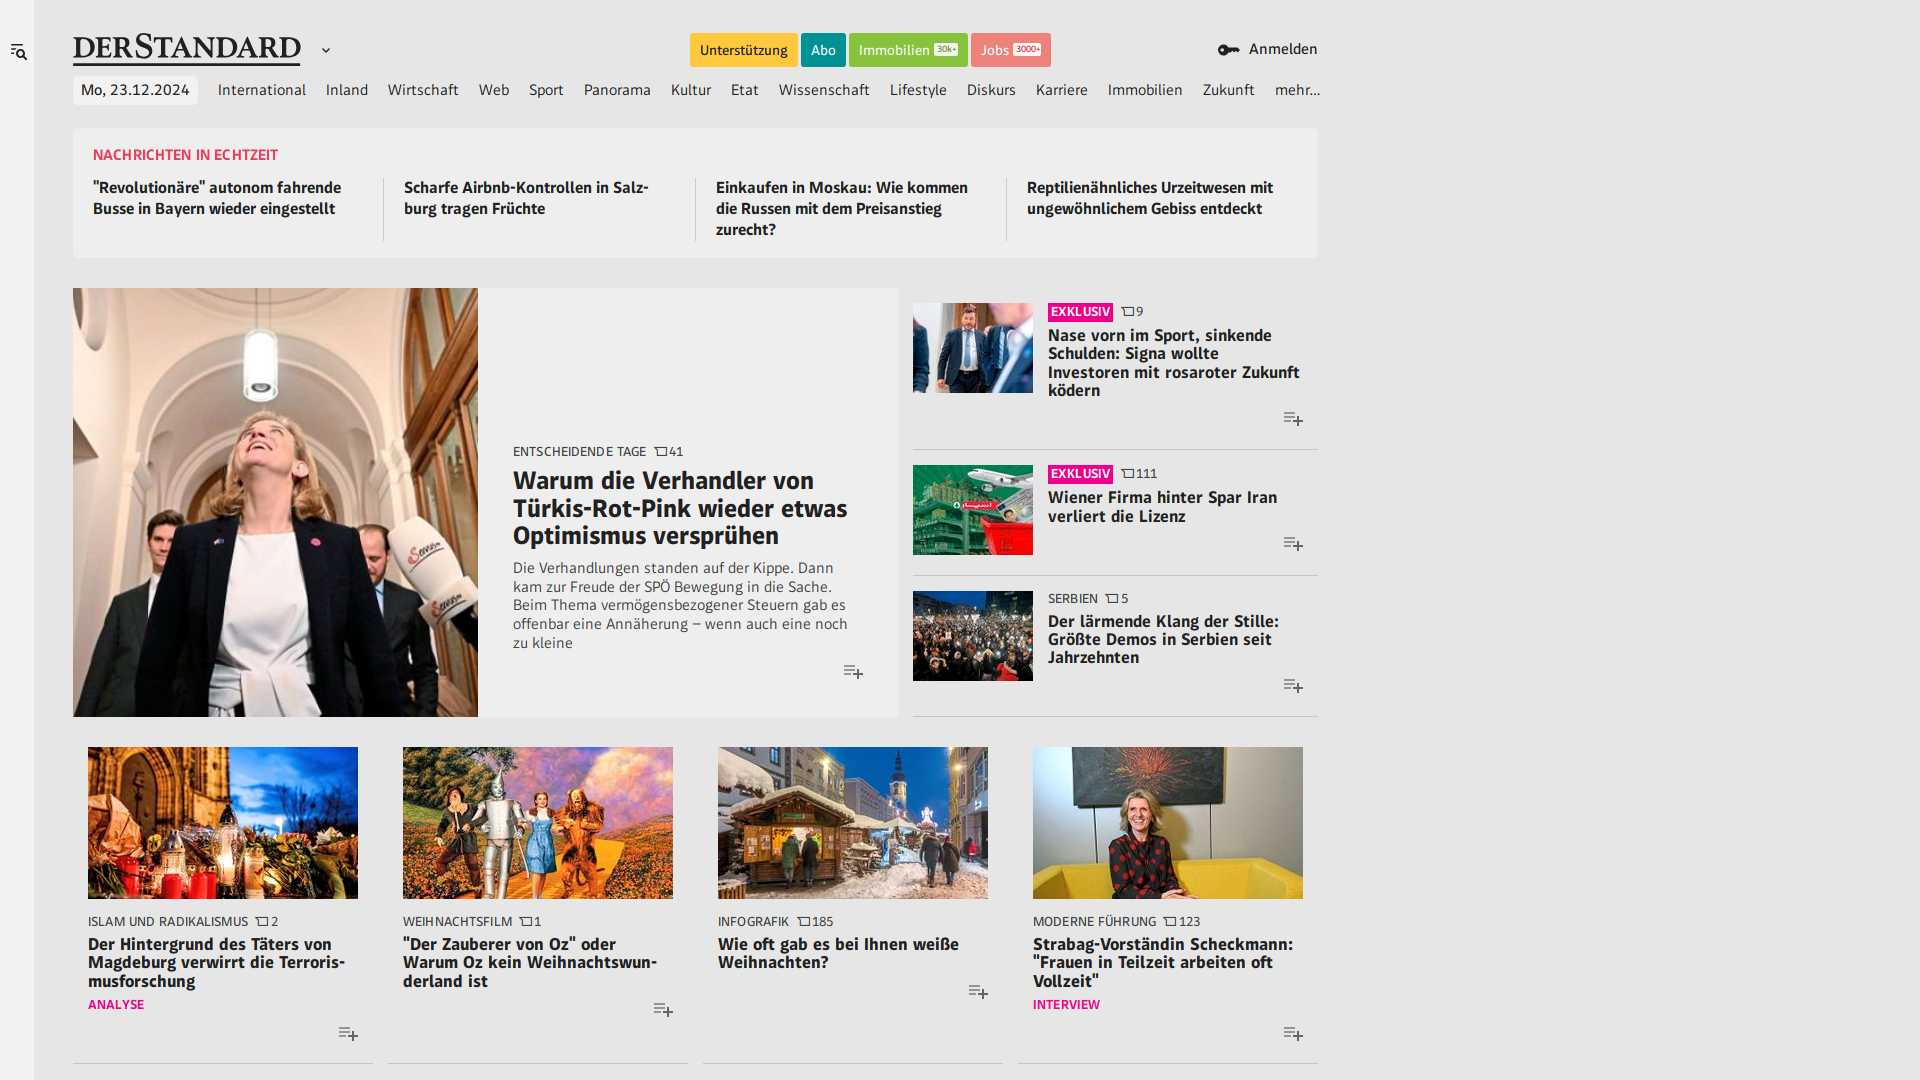 DERSTANDARD
Unterstützung
Abo
Immobilien 30k+
Jobs 3000+
Anmelden
Mo, 23.12.2024
International
Inland
Wirtschaft
Web
Sport
Panorama
Kultur
Etat
Wissenschaft
Lifestyle
Diskurs
Karriere
Immobilien
Zukunft
mehr...
NACHRICHTEN IN ECHTZEIT
"Revolutionäre" autonom fahrende
Busse in Bayern wieder eingestellt
Scharfe Airbnb-Kontrollen in Salz-
burg tragen Früchte
Einkaufen in Moskau: Wie kommen
die Russen mit dem Preisanstieg
zurecht?
Reptilienähnliches Urzeitwesen mit
ungewöhnlichem Gebiss entdeckt
ENTSCHEIDENDE TAGE 41
Warum die Verhandler von
Türkis-Rot-Pink wieder etwas
Optimismus versprühen
Die Verhandlungen standen auf der Kippe. Dann
kam zur Freude der SPÖ Bewegung in die Sache.
Beim Thema vermögensbezogener Steuern gab es
offenbar eine Annäherung – wenn auch eine noch
zu kleine
EXKLUSIV 9
Nase vorn im Sport, sinkende
Schulden: Signa wollte
Investoren mit rosaroter Zukunft
ködern
EXKLUSIV 111
Wiener Firma hinter Spar Iran
verliert die Lizenz
SERBIEN 5
Der lärmende Klang der Stille:
Größte Demos in Serbien seit
Jahrzehnten
ISLAM UND RADIKALISMUS 2
Der Hintergrund des Täters von
Magdeburg verwirrt die Terroris-
musforschung
ANALYSE
WEIHNACHTSFILM 1
"Der Zauberer von Oz" oder
Warum Oz kein Weihnachtswun-
derland ist
INFOGRAFIK 185
Wie oft gab es bei Ihnen weiße
Weihnachten?
MODERNE FÜHRUNG 123
Strabag-Vorständin Scheckmann:
"Frauen in Teilzeit arbeiten oft
Vollzeit"
INTERVIEW